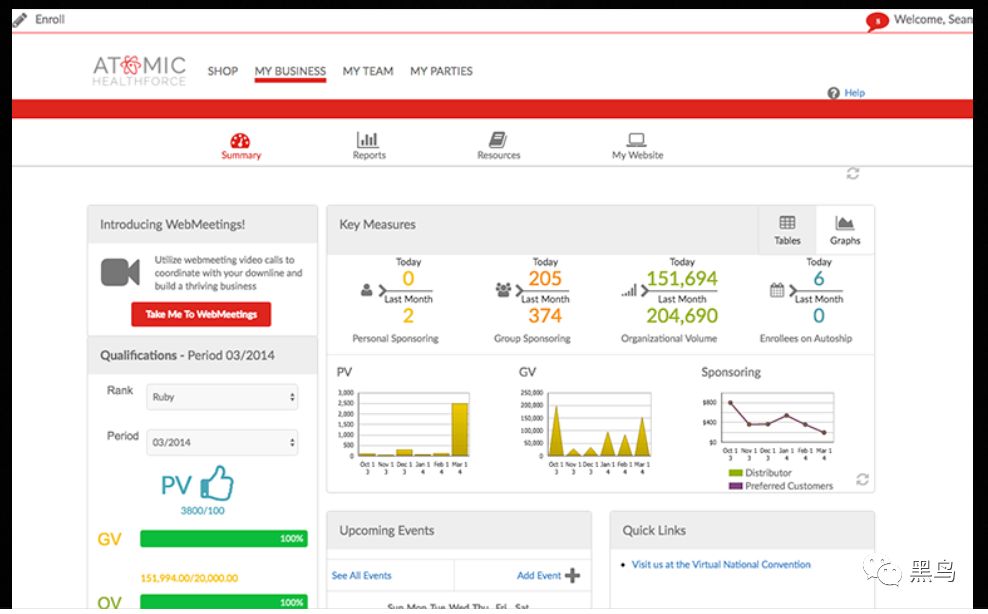 Enroll
s
Welcome, Sean
ATOMIC
HEALTHFORCE
SHOP
MY BUSINESS
MY TEAM
MY PARTIES
? Help
Summary
Reports
Resources
My Website
Introducing WebMeetings!
Utilize webmeeting video calls to
coordinate with your downline and
build a thriving business
Take Me To WebMeetings
Qualifications - Period 03/2014
Rank
Ruby
Period
03/2014
PV
3800/100
GV
100%
151,994.00/20,000.00
OV
100%
Key Measures
Tables
Graphs
Today
0
Last Month
2
Personal Sponsoring
Today
205
Last Month
374
Group Sponsoring
Today
151,694
Last Month
204,690
Organizational Volume
Today
6
Last Month
0
Enrollees on Autoship
PV
3,000
2,500
2,000
1,500
1,000
500
0
Oct 1 Nov 1 Dec 1 Jan 1 Feb 1 Mar 1
3 3 3 4 4 4
GV
250,000
200,000
150,000
100,000
50,000
0
Oct 1 Nov 1 Dec 1 Jan 1 Feb 1 Mar 1
3 3 3 4 4 4
Sponsoring
$800
$400
$0
Oct 1 Nov 1 Dec 1 Jan 1 Feb 1 Mar 1
3 3 3 4 4 4
Distributor
Preferred Customers
Upcoming Events
See All Events
Add Event
Sun Mon Tue Wed Thu Fri Sat
Quick Links
• Visit us at the Virtual National Convention
黑鸟